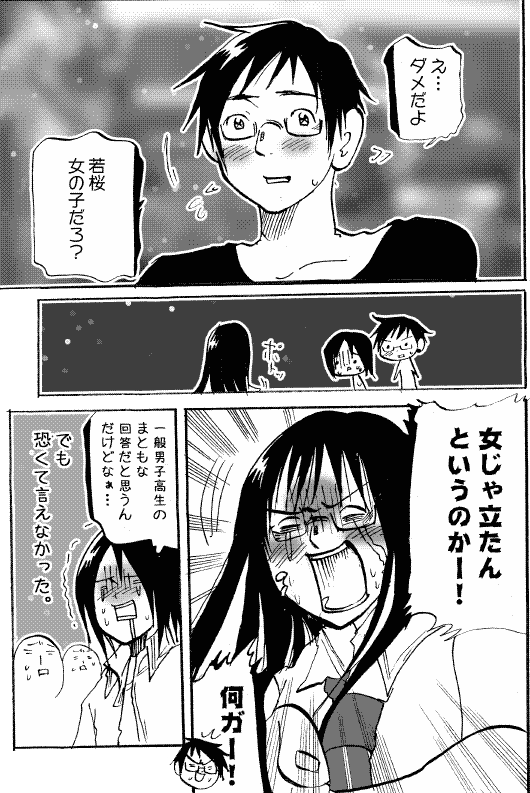 え…
ダメだよ
若桜
女の子だろ？
ポッ
女じゃ立たん
というのかー！
何ガー！
一般男子高生の
まともな
回答だと思うん
だけどなぁ…
でも
恐くて言えなかった。